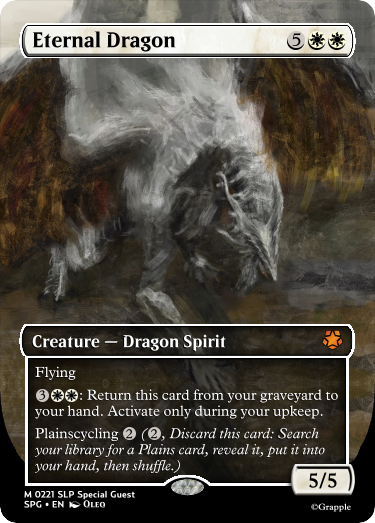 Eternal Dragon 5
Creature — Dragon Spirit
Flying
3: Return this card from your graveyard to
your hand. Activate only during your upkeep.
Plainscycling 2 (2, Discard this card: Search
your library for a Plains card, reveal it, put it into
your hand, then shuffle.)
5/5
M 0221 SLP Special Guest
SPG • EN Oleo
©Grapple